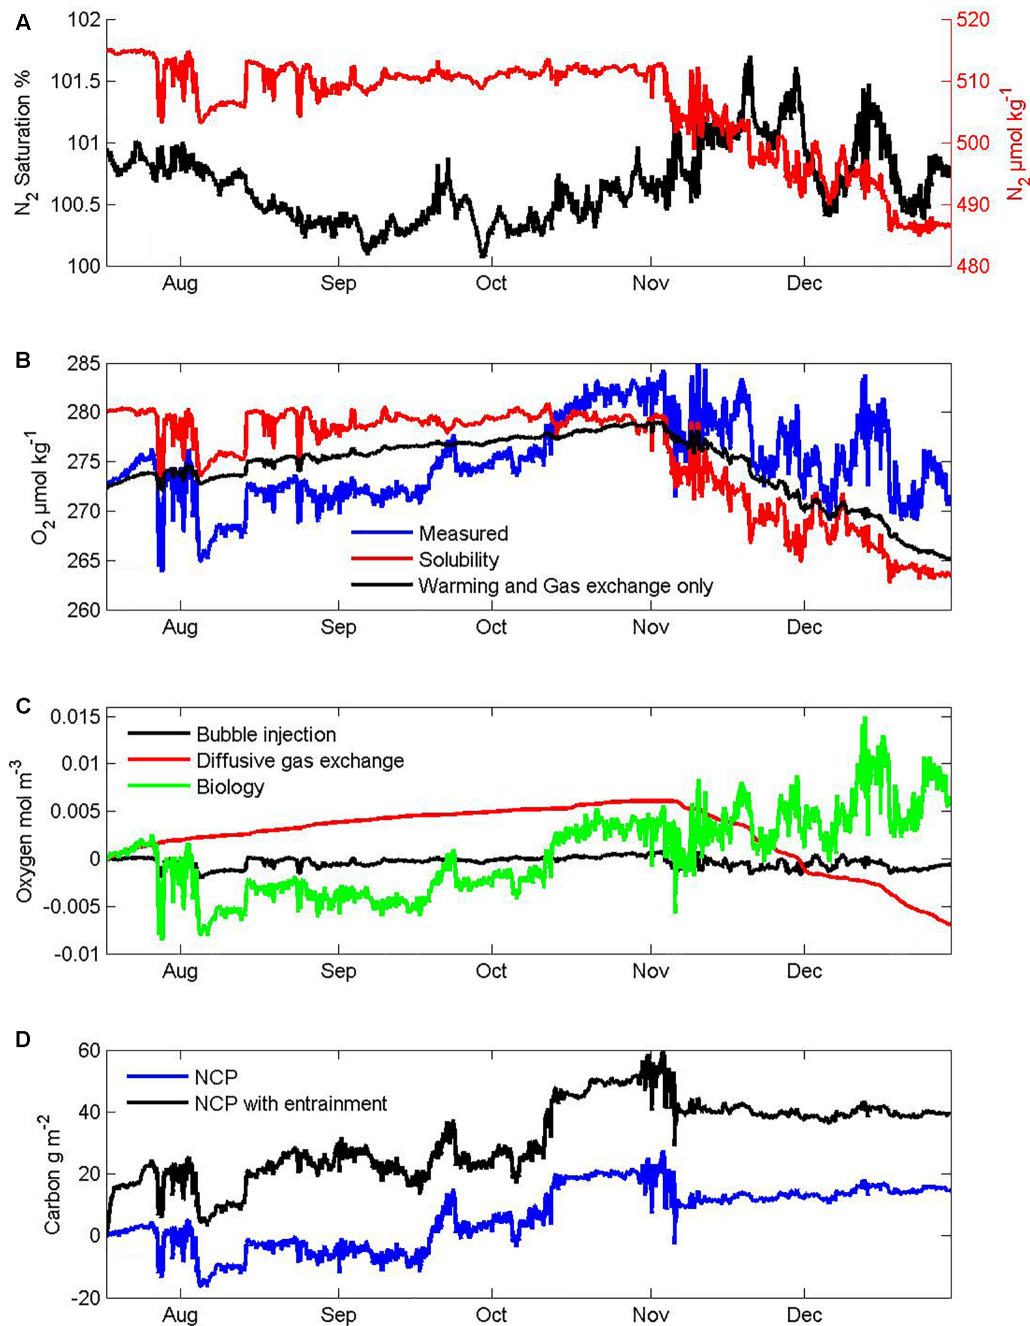 A
102
101.5
101
100.5
100
N2 Saturation %
520
510
500
490
480
N2 μmol kg-1
Aug Sep Oct Nov Dec
B
285
280
275
270
265
260
O2 μmol kg-1
Measured
Solubility
Warming and Gas exchange only
Aug Sep Oct Nov Dec
C
0.015
0.01
0.005
0
-0.005
-0.01
Oxygen mol m-3
Bubble injection
Diffusive gas exchange
Biology
Aug Sep Oct Nov Dec
D
60
40
20
0
-20
Carbon g m-2
NCP
NCP with entrainment
Aug Sep Oct Nov Dec